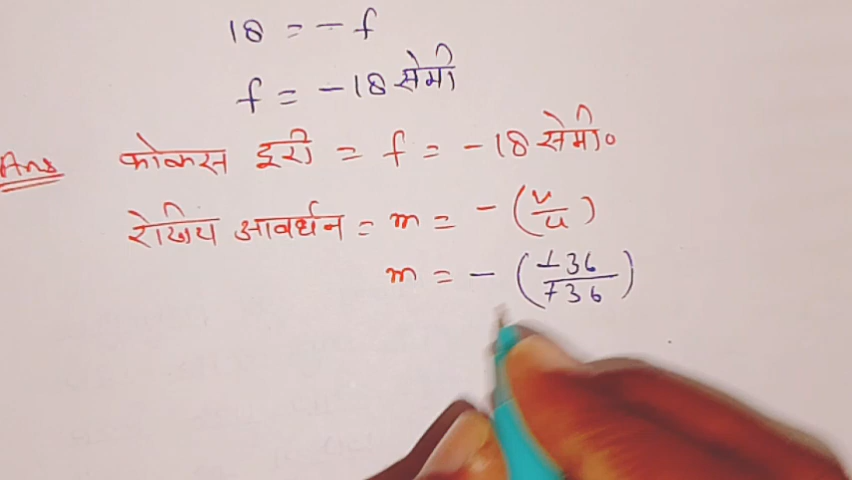 18 = - f
f = - 18 सेमी
Ans फोकस दूरी = f = - 18 सेमी०
रेखिय आवर्धन = m = - (v/u)
m = - (-36/-36)